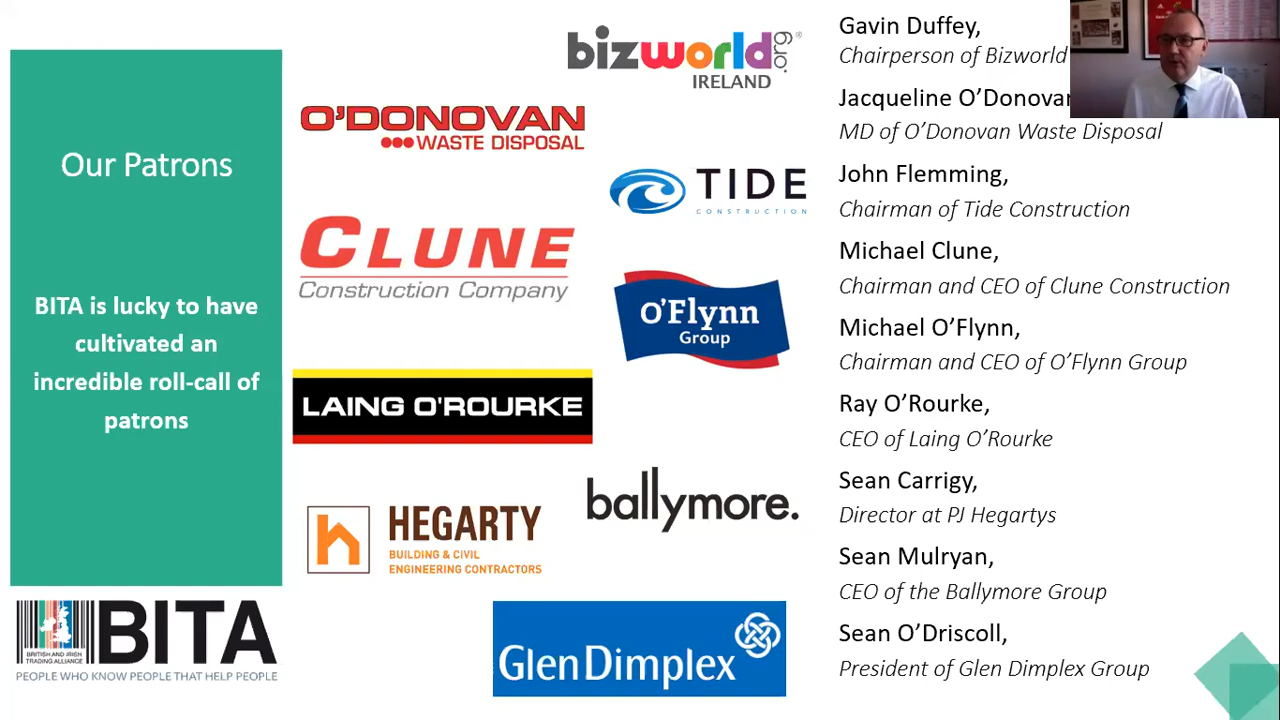 Our Patrons
BITA is lucky to have
cultivated an
incredible roll-call of
patrons
BRITISH AND IRISH
TRADING ALLIANCE
BITA
PEOPLE WHO KNOW PEOPLE THAT HELP PEOPLE
bizworld.org®
IRELAND
O'DONOVAN
WASTE DISPOSAL
TIDE
CONSTRUCTION
CLUNE
Construction Company
O'Flynn
Group
LAING O'ROURKE
ballymore.
HEGARTY
BUILDING & CIVIL
ENGINEERING CONTRACTORS
GlenDimplex
Gavin Duffey,
Chairperson of Bizworld
Jacqueline O’Donovan
MD of O’Donovan Waste Disposal
John Flemming,
Chairman of Tide Construction
Michael Clune,
Chairman and CEO of Clune Construction
Michael O’Flynn,
Chairman and CEO of O’Flynn Group
Ray O’Rourke,
CEO of Laing O’Rourke
Sean Carrigy,
Director at PJ Hegartys
Sean Mulryan,
CEO of the Ballymore Group
Sean O’Driscoll,
President of Glen Dimplex Group